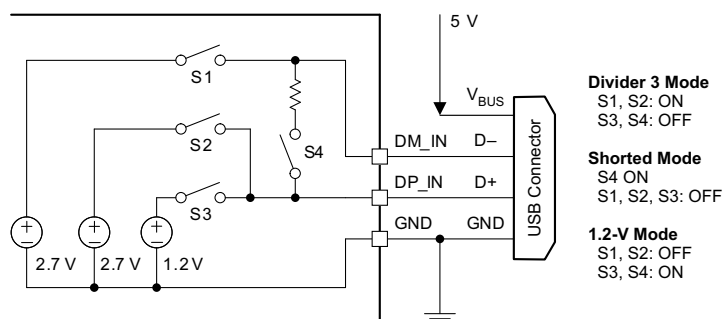 5 V
S1
VBUS
S2
S4
DM_IN
D–
S3
DP_IN
D+
GND
GND
2.7 V
2.7 V
1.2 V
USB Connector
Divider 3 Mode
S1, S2: ON
S3, S4: OFF
Shorted Mode
S4 ON
S1, S2, S3: OFF
1.2-V Mode
S1, S2: OFF
S3, S4: ON